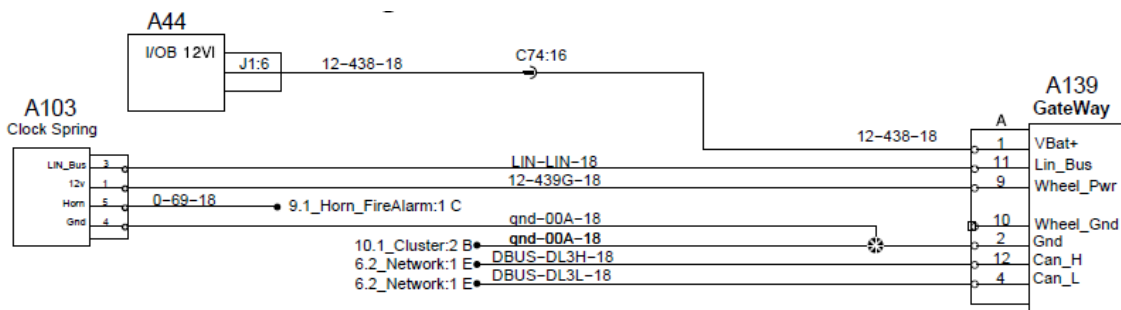 A44
I/OB 12VI
J1:6
12-438-18
C74:16
A103
Clock Spring
A139
GateWay
A
12-438-18
1
VBat+
LIN_Bus
3
LIN-LIN-18
11
Lin_Bus
12v
1
12-439G-18
9
Wheel_Pwr
Horn
5
0-69-18
9.1_Horn_FireAlarm:1 C
Gnd
4
gnd-00A-18
10
Wheel_Gnd
10.1_Cluster:2 B
gnd-00A-18
2
Gnd
6.2_Network:1 E
DBUS-DL3H-18
12
Can_H
6.2_Network:1 E
DBUS-DL3L-18
4
Can_L